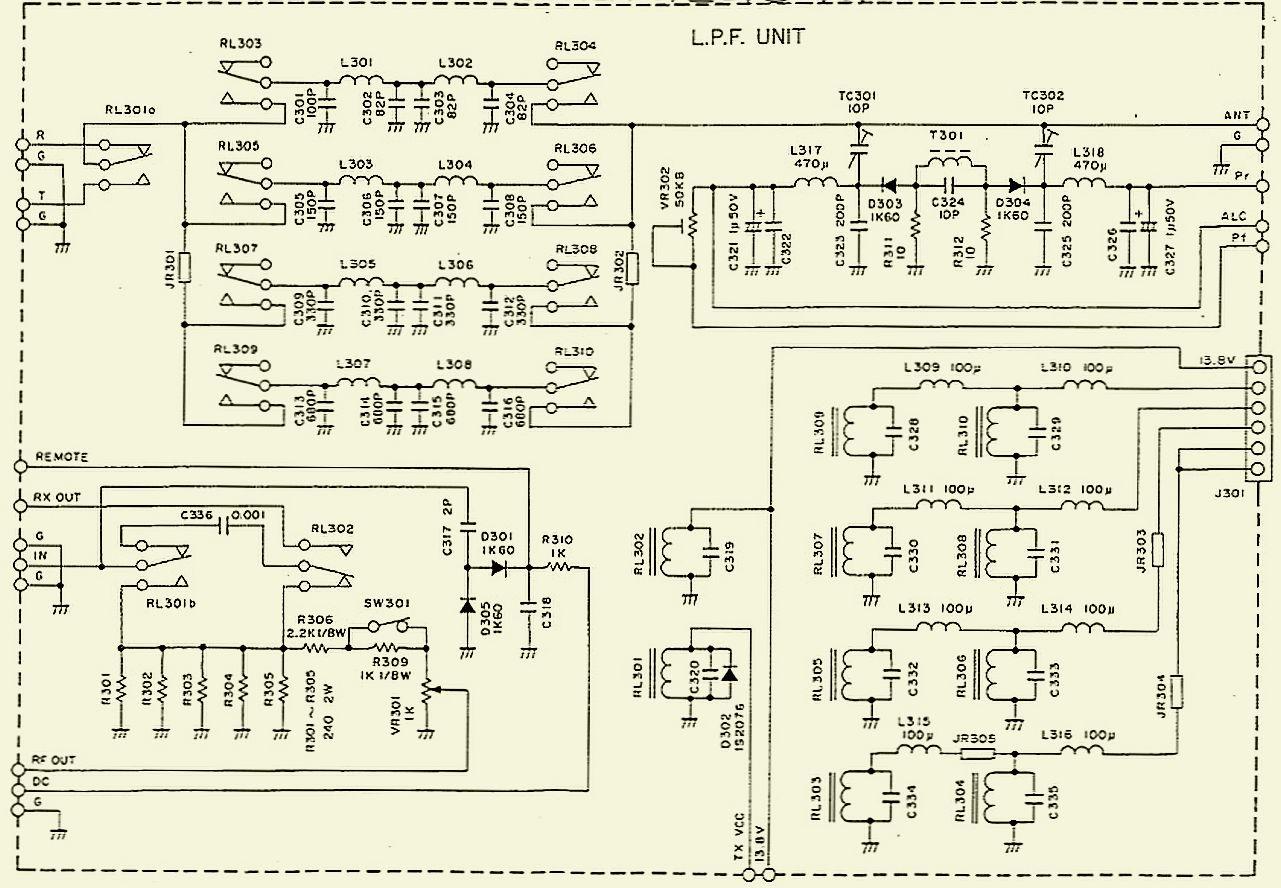 L.P.F. UNIT
RL303
L301
L302
RL304
C301 100P
C302 82P
C303 82P
C304 82P
RL301a
R
G
T
G
RL305
L303
L304
RL306
C305 150P
C306 150P
C307 150P
C308 150P
RL307
L305
L306
RL308
JR301
JR302
C309 330P
C310 330P
C311 330P
C312 330P
RL309
L307
L308
RL310
C313 680P
C314 680P
C315 680P
C316 680P
TC301
10P
TC302
10P
T301
L317
470μ
L318
470μ
VR302
50KB
C321 1μ50V
+
C322
C323 200P
D303
1K60
C324
10P
D304
1K60
R311
10
R312
10
C325 200P
C326
+
C327 1μ50V
ANT
G
Pr
ALC
Pf
13.8V
L309 100μ
L310 100μ
RL309
C328
RL310
C329
J301
L311 100μ
L312 100μ
RL307
C330
RL308
C331
JR303
L313 100μ
L314 100μ
RL305
C332
RL306
C333
JR304
L315
100μ
JR305
L316 100μ
RL303
C334
RL304
C335
REMOTE
RX OUT
C336 0.001
RL302
G
IN
G
RL301b
C317 2P
D301
1K60
R310
1K
D305
1K60
C318
RL302
C319
R306
2.2K1/8W
SW301
R309
1K 1/8W
R301
R302
R303
R304
R305
R301~R305
240 2W
VR301
1K
RL301
C320
D302
1S2076
RF OUT
DC
G
TX VCC
13.8V